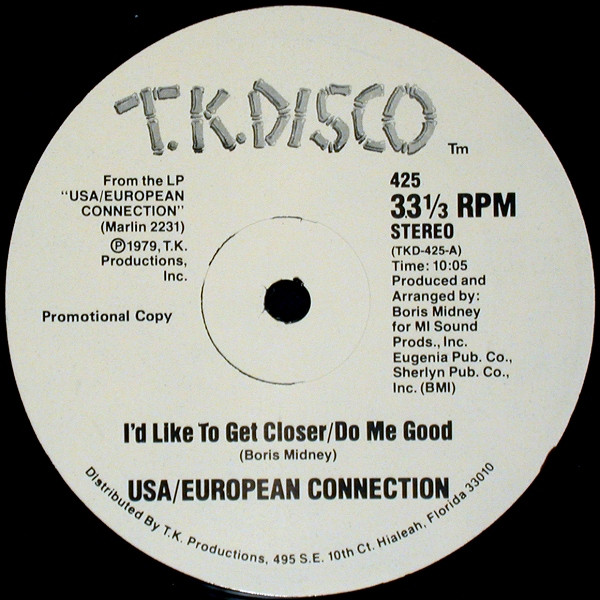 T.K.DISCO
Tm
From the LP
"USA/EUROPEAN
CONNECTION"
(Marlin 2231)
℗1979, T.K.
Productions,
Inc.
Promotional Copy
425
33 1/3 RPM
STEREO
(TKD-425-A)
Time: 10:05
Produced and
Arranged by:
Boris Midney
for MI Sound
Prods., Inc.
Eugenia Pub. Co.,
Sherlyn Pub. Co.,
Inc. (BMI)
I'd Like To Get Closer/Do Me Good
(Boris Midney)
USA/EUROPEAN CONNECTION
Distributed By T.K. Productions, 495 S.E. 10th Ct. Hialeah, Florida 33010